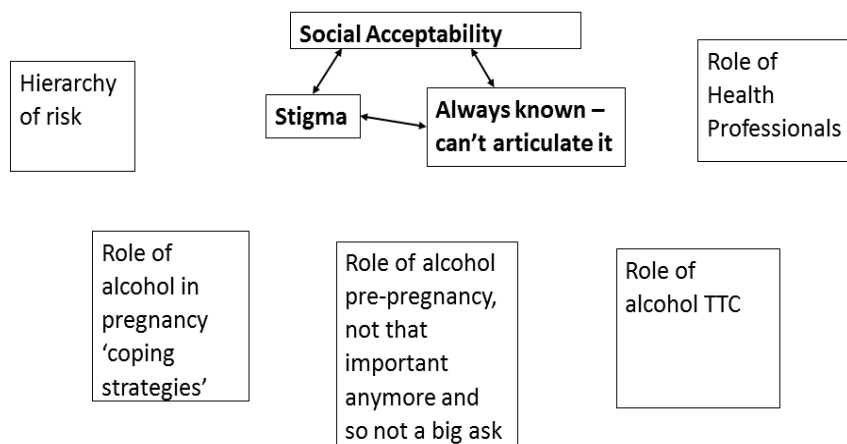 Social Acceptability
Hierarchy
of risk
Stigma
Always known –
can't articulate it
Role of
Health
Professionals
Role of
alcohol in
pregnancy
‘coping
strategies’
Role of alcohol
pre-pregnancy,
not that
important
anymore and
so not a big ask
Role of
alcohol TTC